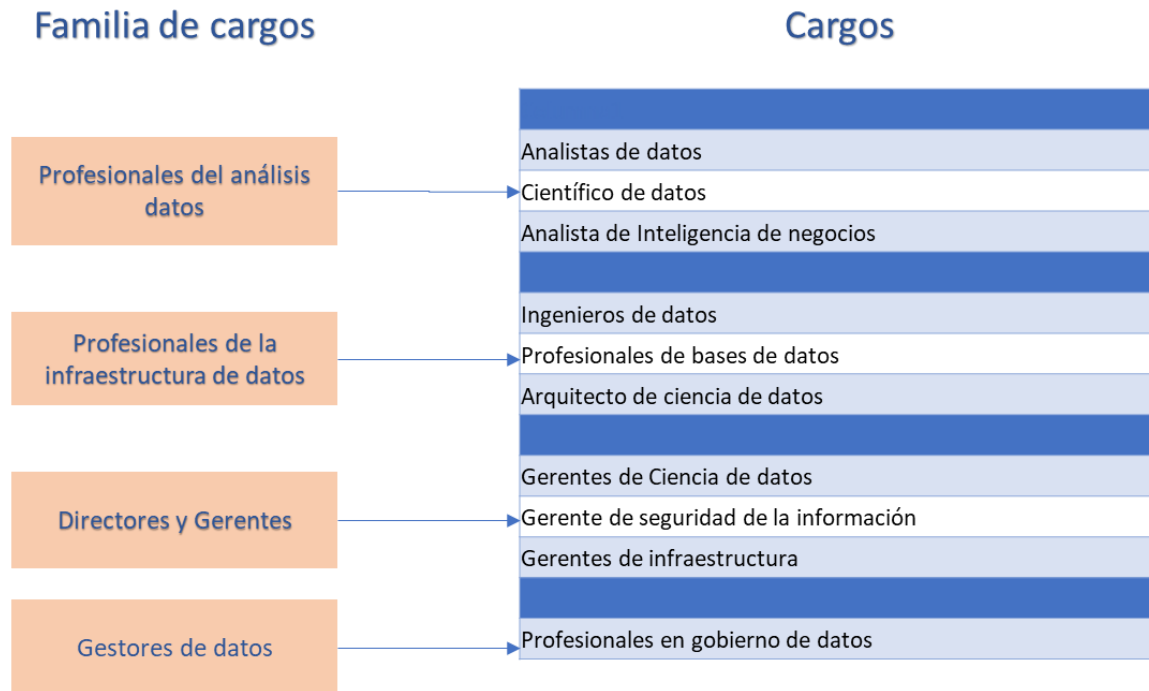 Familia de cargos
Cargos
Profesionales del análisis
datos
Analistas de datos
Científico de datos
Analista de Inteligencia de negocios
Profesionales de la
infraestructura de datos
Ingenieros de datos
Profesionales de bases de datos
Arquitecto de ciencia de datos
Directores y Gerentes
Gerentes de Ciencia de datos
Gerente de seguridad de la información
Gerentes de infraestructura
Gestores de datos
Profesionales en gobierno de datos